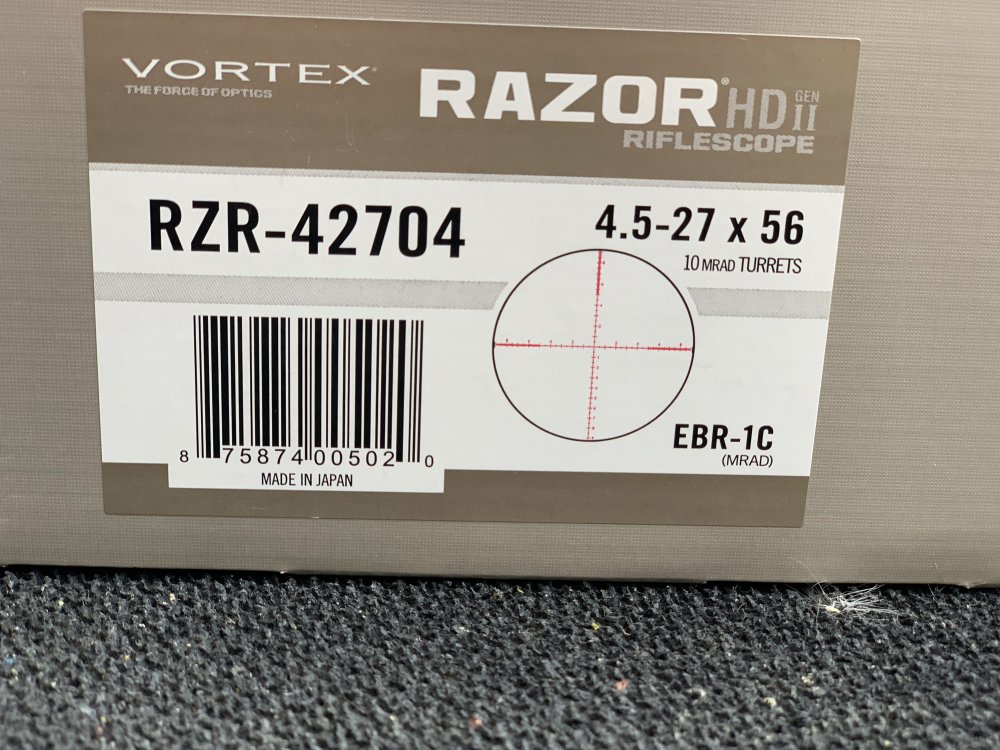 VORTEX®
THE FORCE OF OPTICS
RAZOR® HD GEN II
RIFLESCOPE
RZR-42704
4.5-27 x 56
10 MRAD TURRETS
EBR-1C
(MRAD)
8 75874 00502 0
MADE IN JAPAN